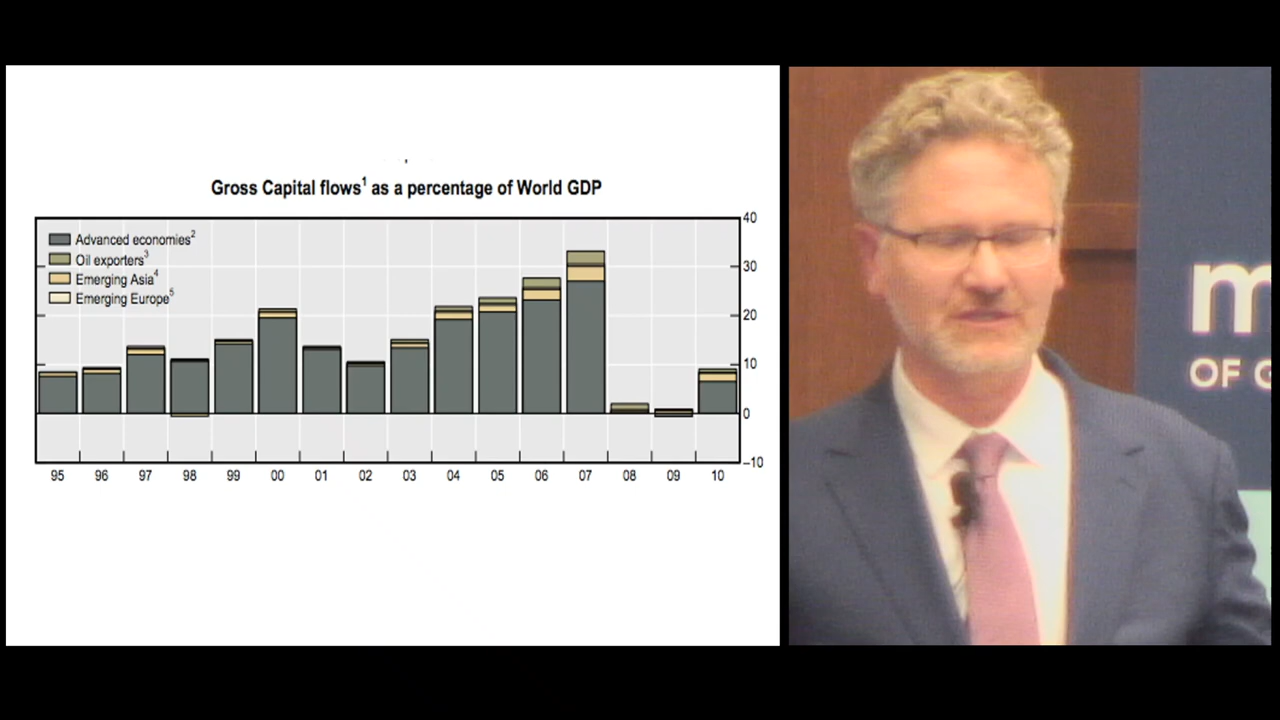 Gross Capital flows¹ as a percentage of World GDP
Advanced economies²
Oil exporters³
Emerging Asia⁴
Emerging Europe⁵
40
30
20
10
0
–10
95 96 97 98 99 00 01 02 03 04 05 06 07 08 09 10
m
OF G